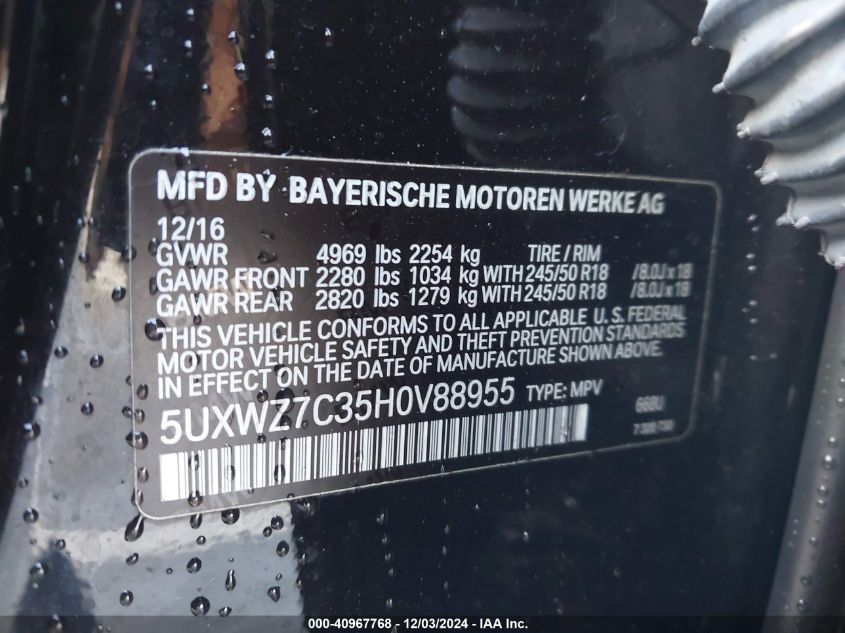 MFD BY BAYERISCHE MOTOREN WERKE AG
12/16
GVWR 4969 lbs 2254 kg TIRE / RIM
GAWR FRONT 2280 lbs 1034 kg WITH 245/50 R18 / 8.0J x 18
GAWR REAR 2820 lbs 1279 kg WITH 245/50 R18 / 8.0J x 18
THIS VEHICLE CONFORMS TO ALL APPLICABLE U.S. FEDERAL
MOTOR VEHICLE SAFETY AND THEFT PREVENTION STANDARDS
IN EFFECT ON THE DATE OF MANUFACTURE SHOWN ABOVE.
5UXWZ7C35H0V88955 TYPE: MPV
000-40967768 - 12/03/2024 - IAA Inc.